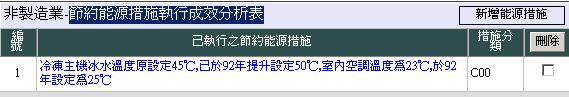 非製造業-節約能源措施執行成效分析表 新增能源措施
編號 已執行之節約能源措施 措施分類 刪除
1 冷凍主機冰水溫度原設定45℃,已於92年提升設定50℃,室內空調溫度爲23℃,於92 C00
年設定爲25℃